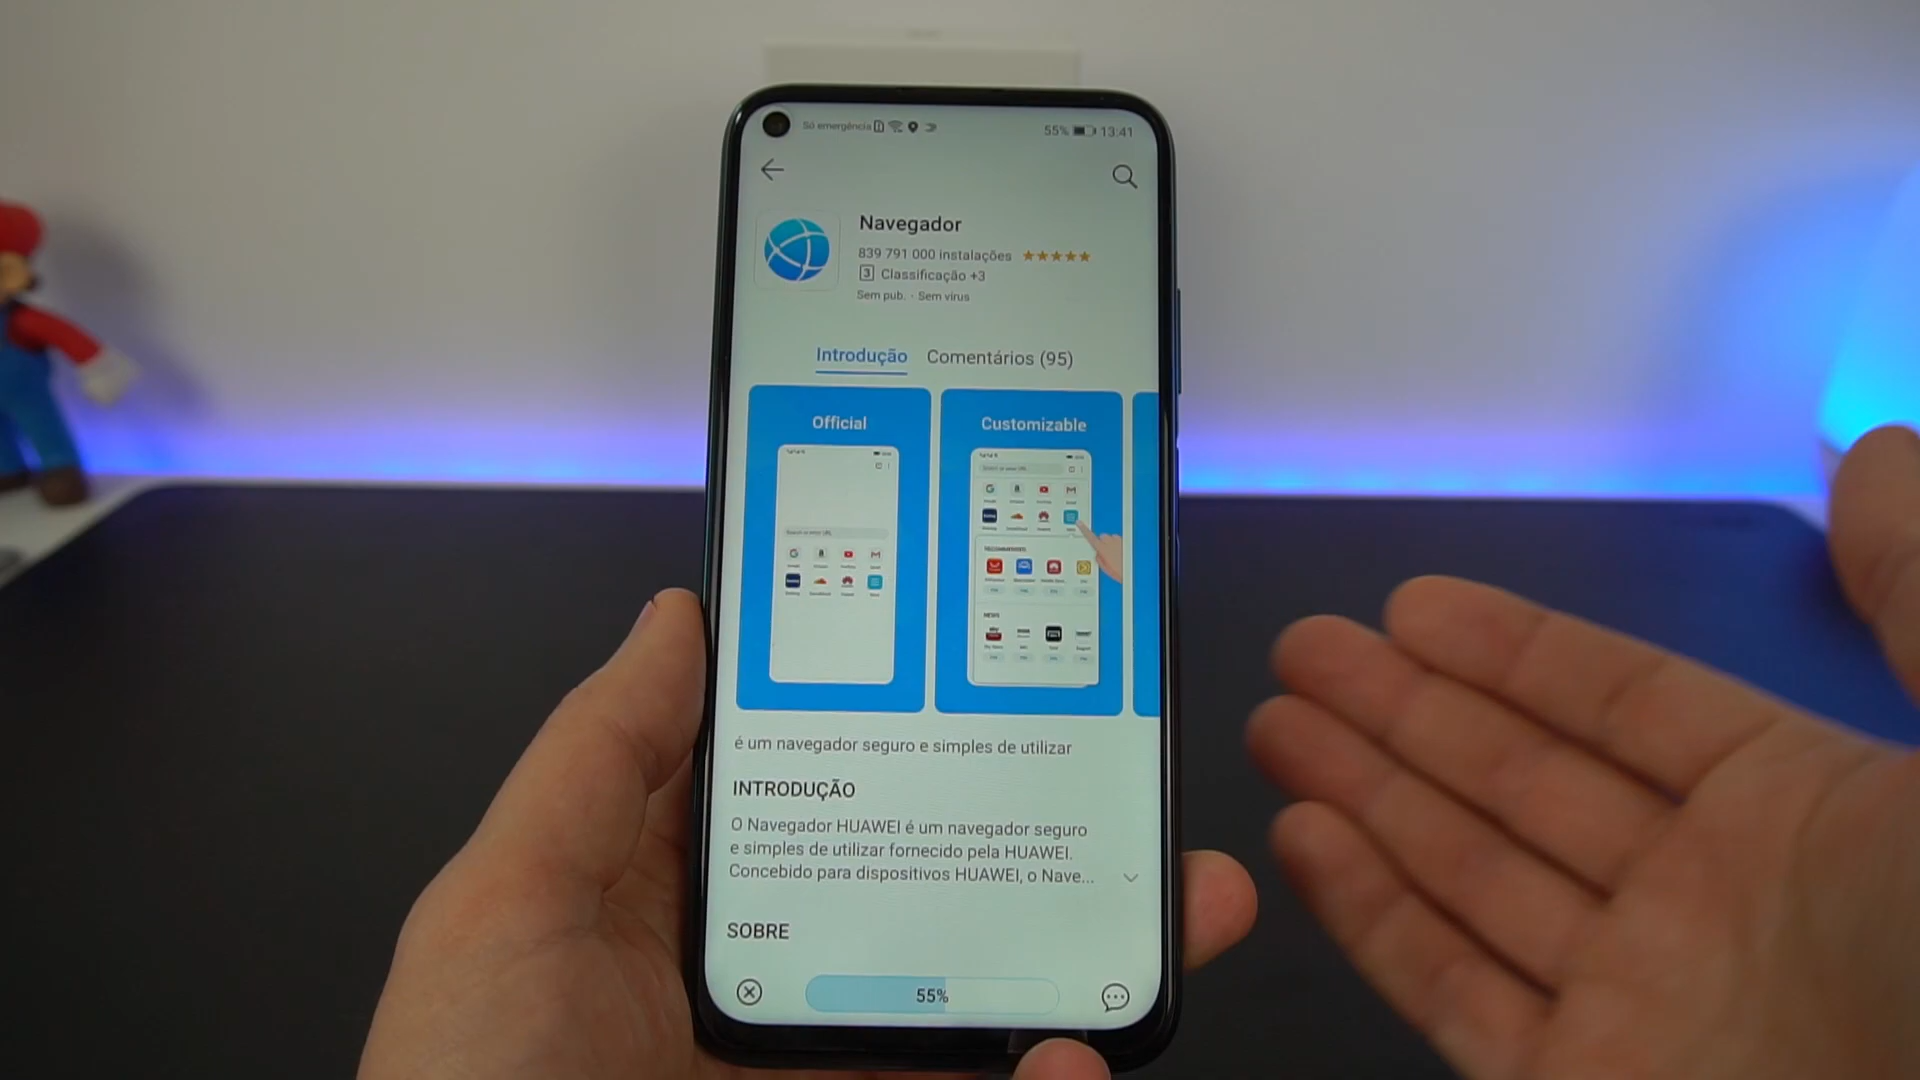 Só emergência
55% 13:41
Navegador
839 791 000 instalações
3 Classificação +3
Sem pub. · Sem vírus
Introdução Comentários (95)
Official
Customizable
é um navegador seguro e simples de utilizar
INTRODUÇÃO
O Navegador HUAWEI é um navegador seguro
e simples de utilizar fornecido pela HUAWEI.
Concebido para dispositivos HUAWEI, o Nave...
SOBRE
55%